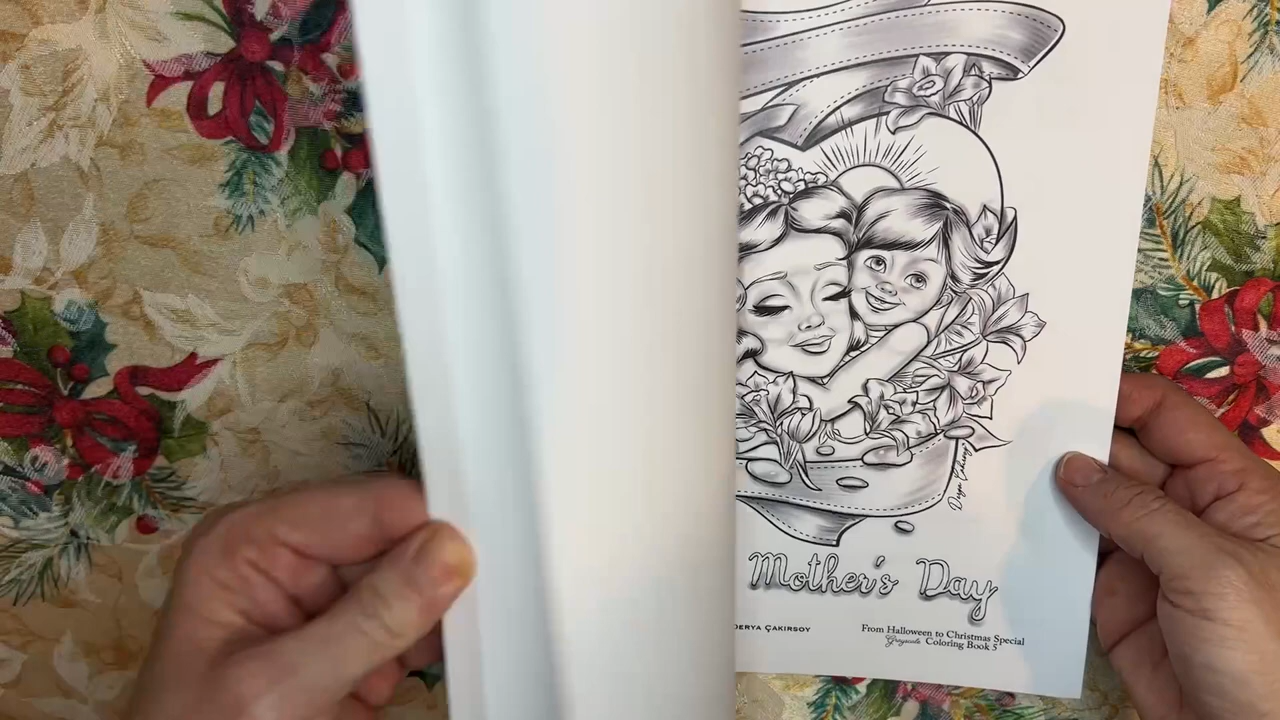 Mother's Day
DERYA ÇAKIRSOY
From Halloween to Christmas Special
Grayscale Coloring Book 5